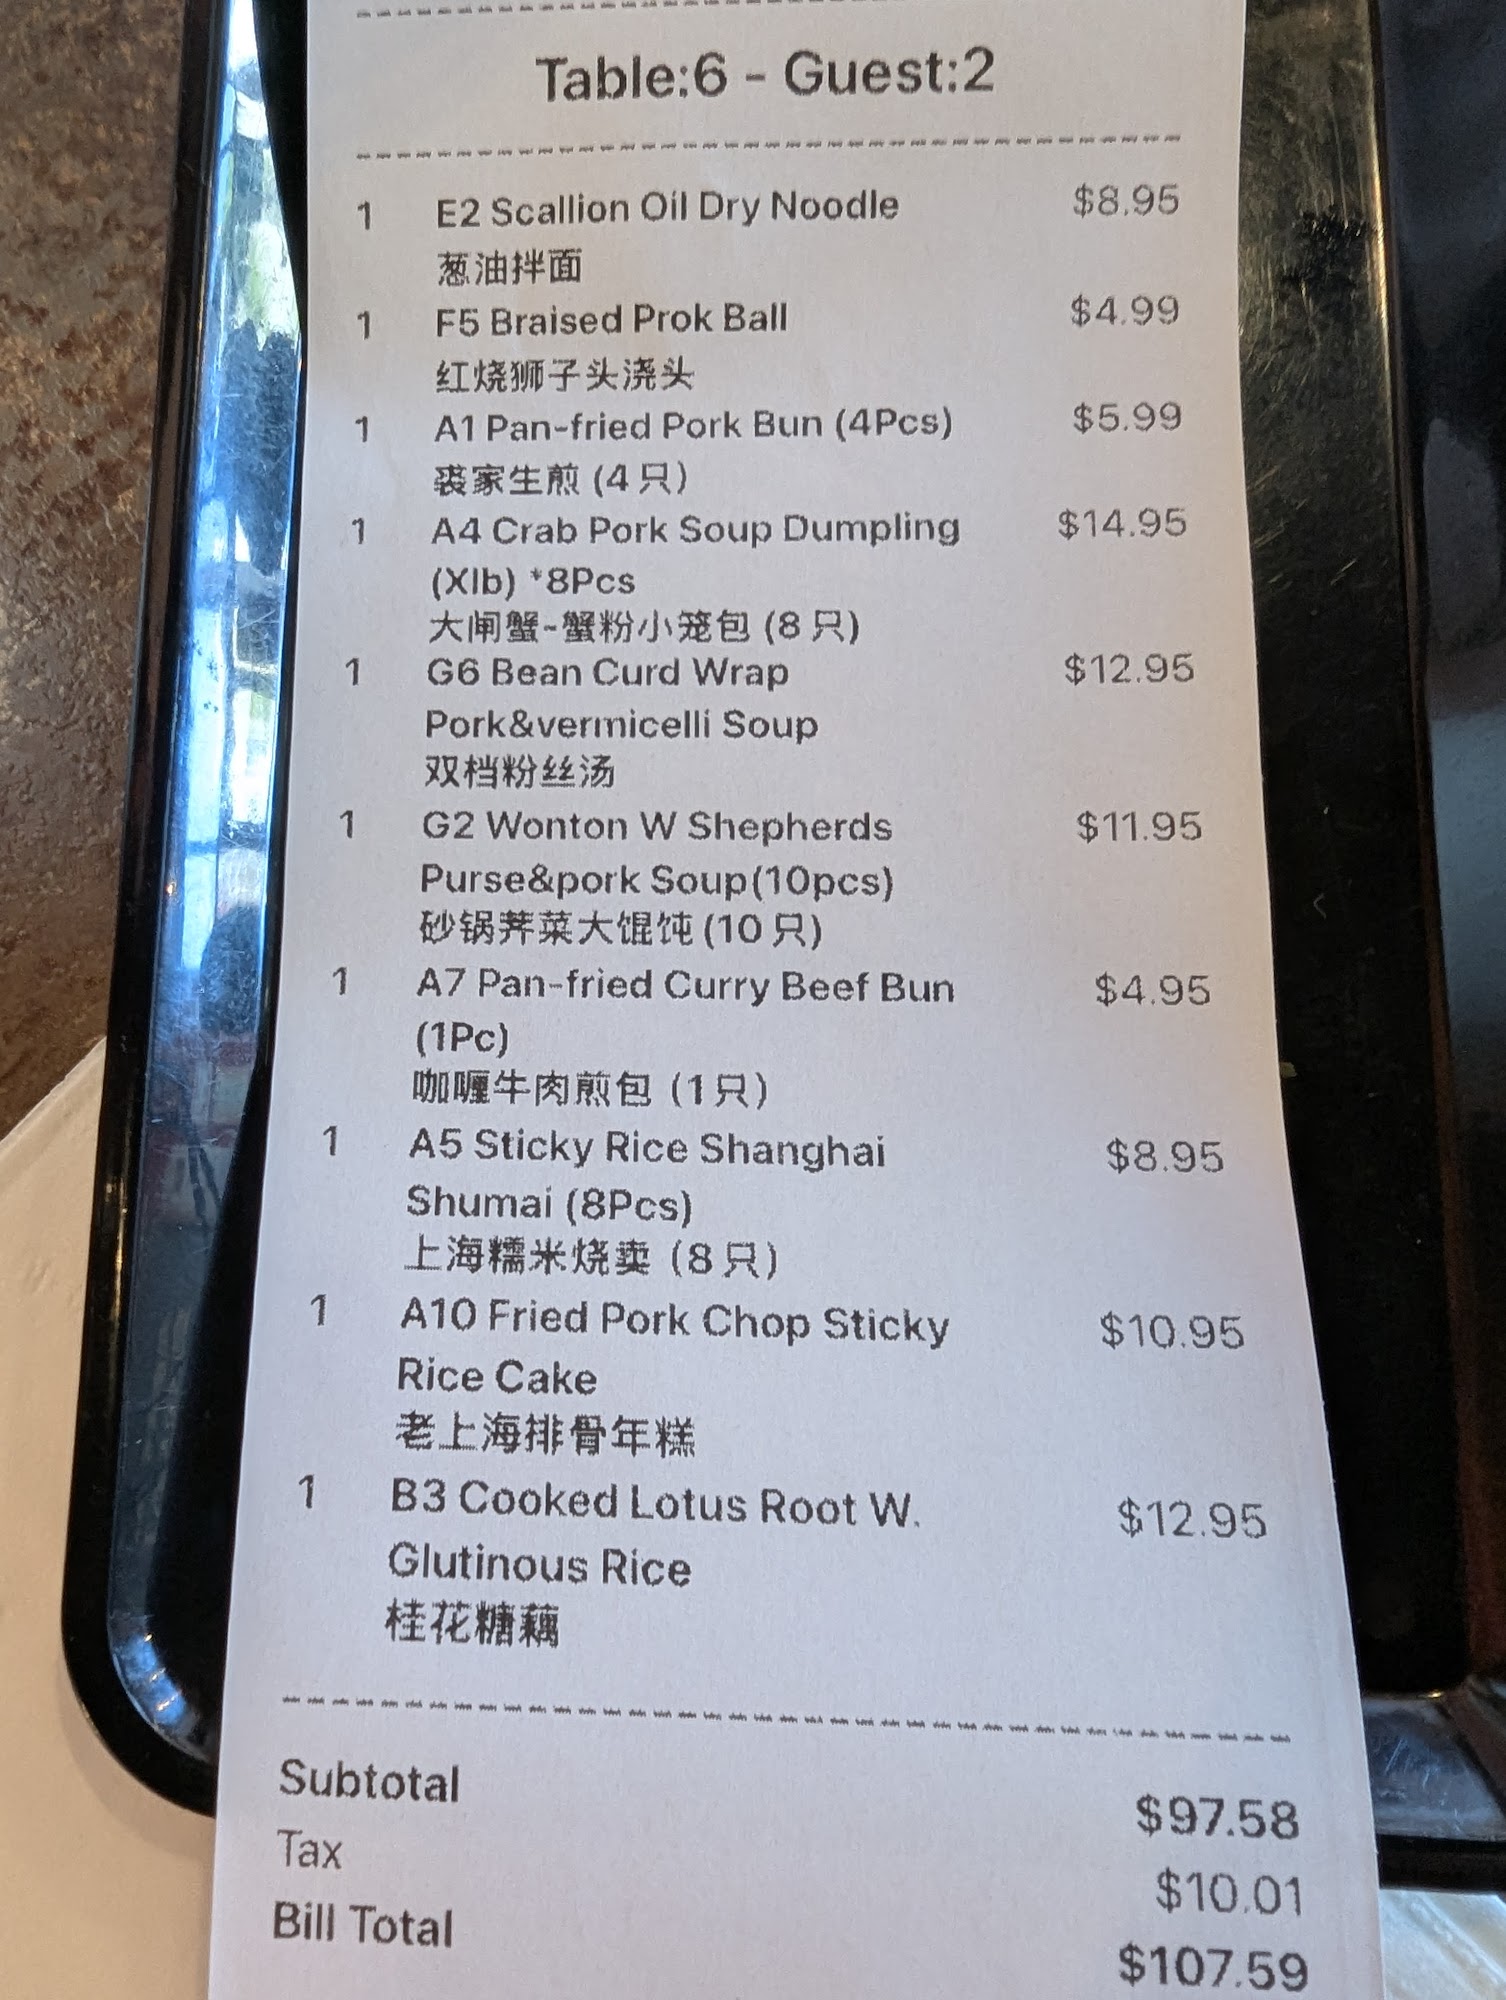 Table:6 - Guest:2
1 E2 Scallion Oil Dry Noodle $8.95
葱油拌面
1 F5 Braised Prok Ball $4.99
红烧狮子头浇头
1 A1 Pan-fried Pork Bun (4Pcs) $5.99
裘家生煎 (4 只)
1 A4 Crab Pork Soup Dumpling $14.95
(Xlb) *8Pcs
大闸蟹-蟹粉小笼包 (8 只)
1 G6 Bean Curd Wrap $12.95
Pork&vermicelli Soup
双档粉丝汤
1 G2 Wonton W Shepherds $11.95
Purse&pork Soup(10pcs)
砂锅荠菜大馄饨 (10 只)
1 A7 Pan-fried Curry Beef Bun $4.95
(1Pc)
咖喱牛肉煎包 (1 只)
1 A5 Sticky Rice Shanghai $8.95
Shumai (8Pcs)
上海糯米烧卖 (8 只)
1 A10 Fried Pork Chop Sticky $10.95
Rice Cake
老上海排骨年糕
1 B3 Cooked Lotus Root W. $12.95
Glutinous Rice
桂花糖藕
Subtotal $97.58
Tax $10.01
Bill Total $107.59